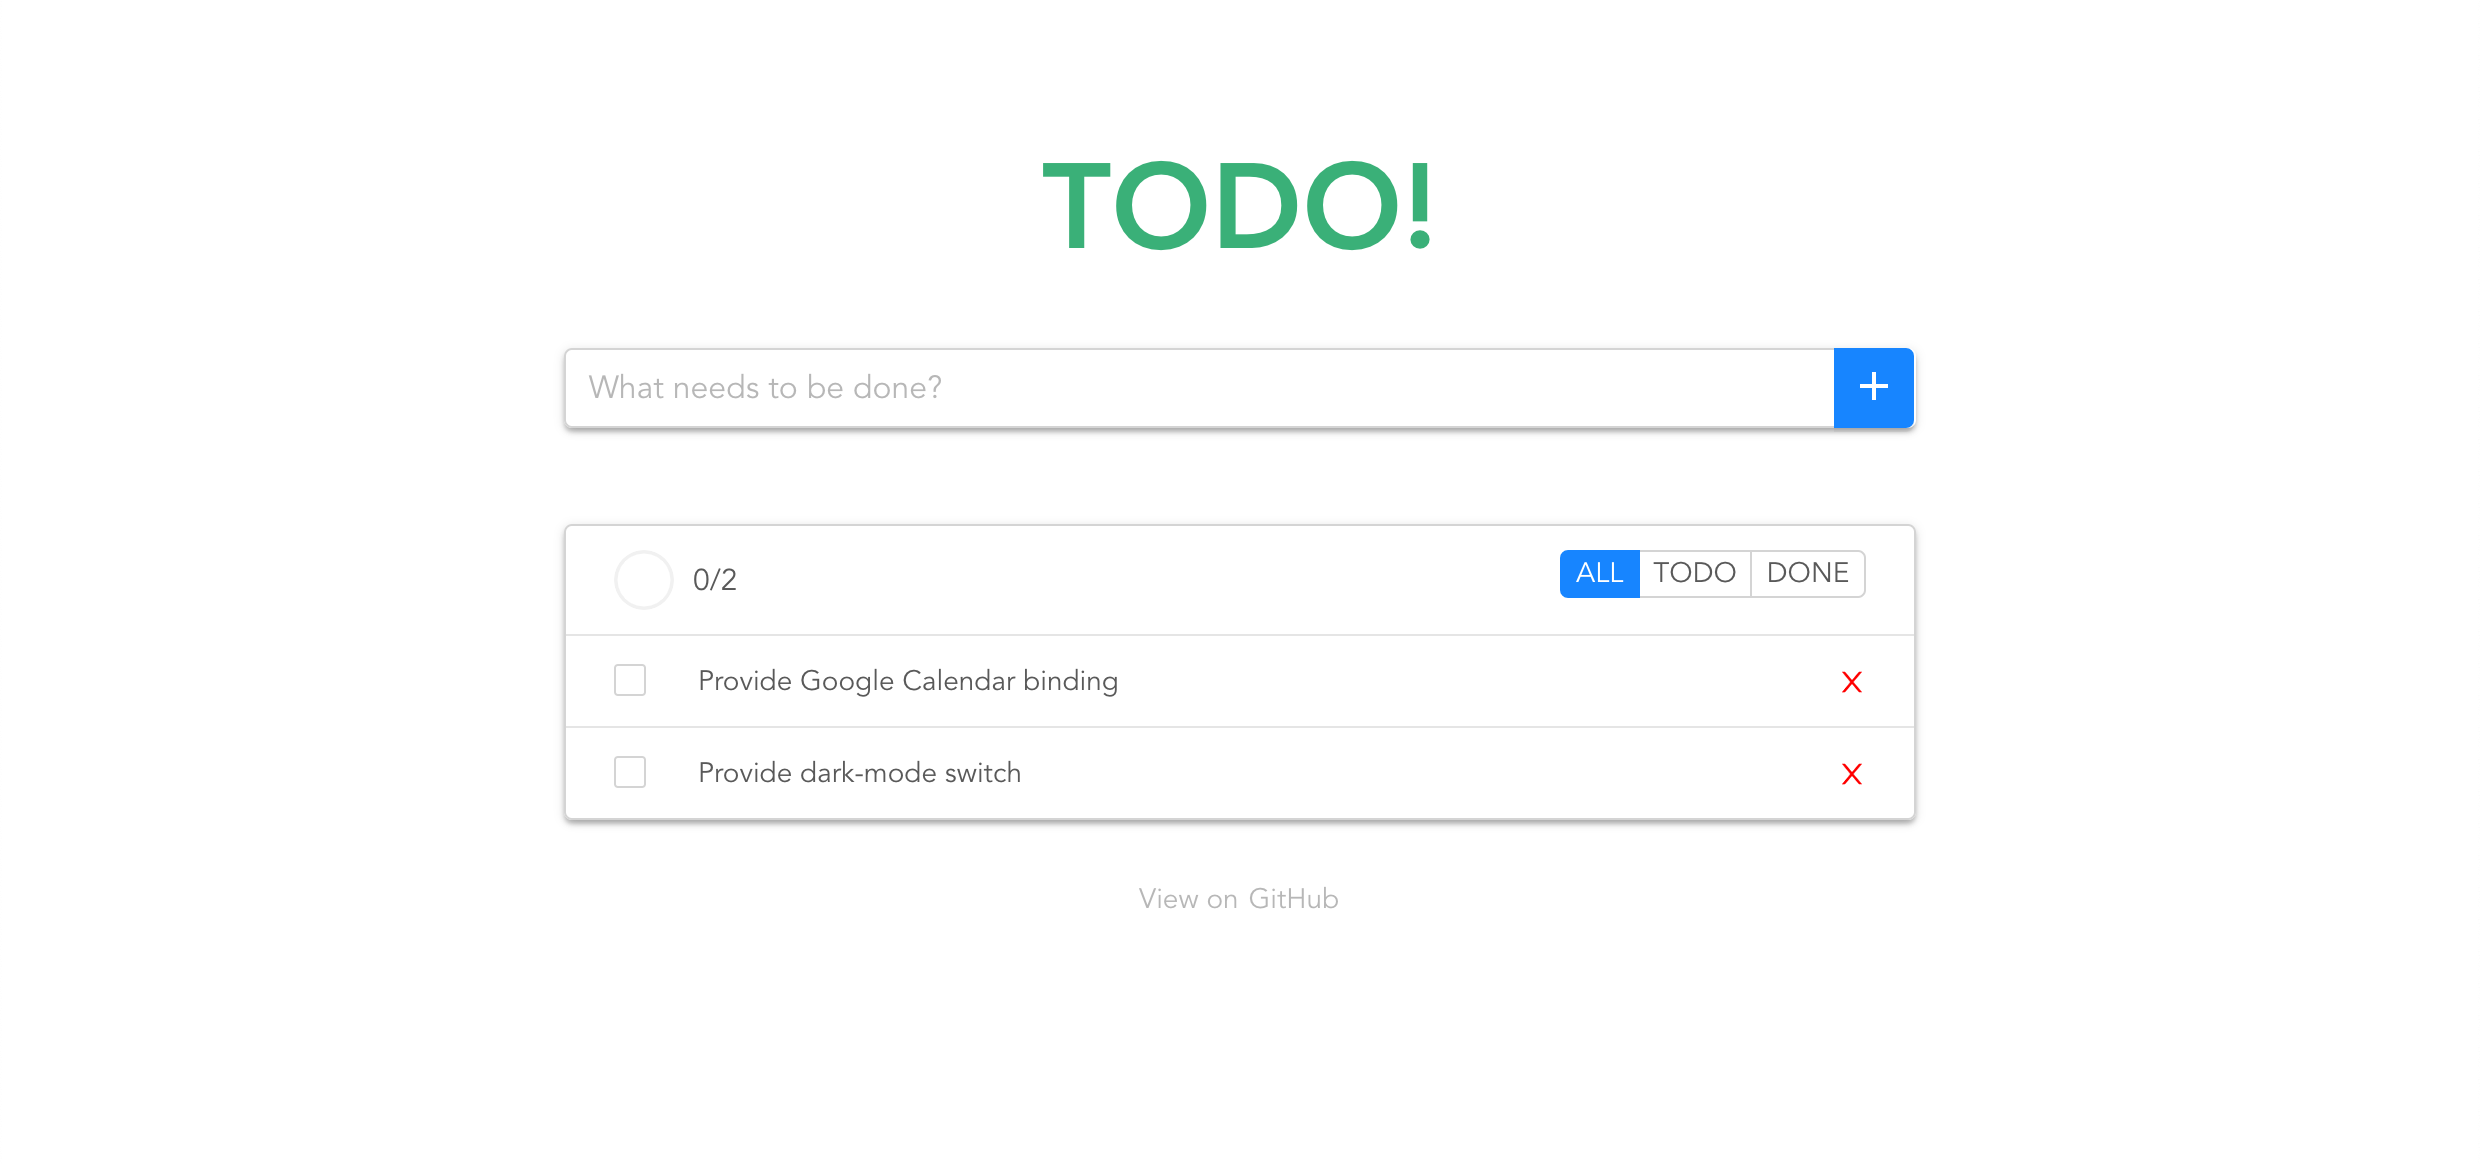 TODO!
What needs to be done?
+
0/2
ALL TODO DONE
Provide Google Calendar binding X
Provide dark-mode switch X
View on GitHub